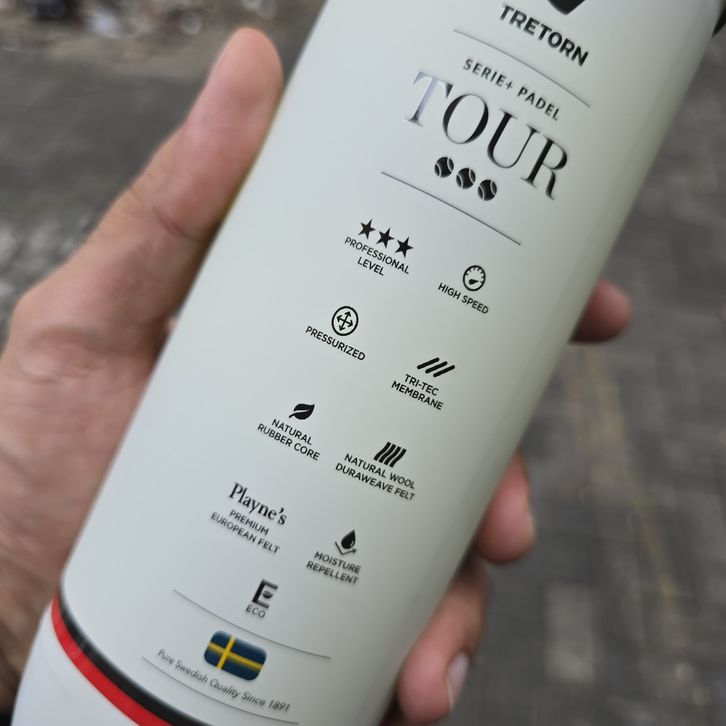 TRETORN
SERIE+ PADEL
TOUR
PROFESSIONAL
LEVEL
HIGH SPEED
PRESSURIZED
TRI-TEC
MEMBRANE
NATURAL
RUBBER CORE
NATURAL WOOL
DURAWEAVE FELT
Playne's
PREMIUM
EUROPEAN FELT
MOISTURE
REPELLENT
E
ECO
Pure Swedish Quality Since 1891